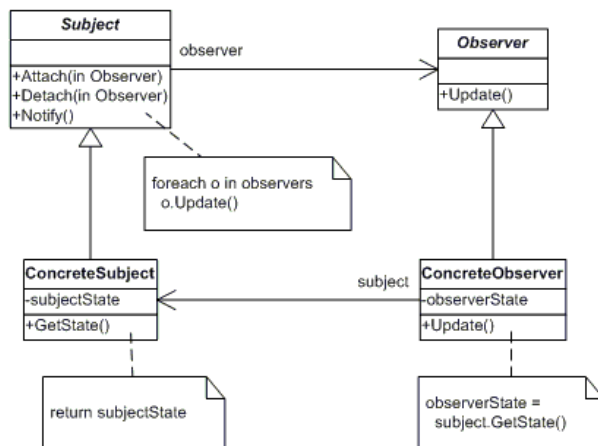 Subject
+Attach(in Observer)
+Detach(in Observer)
+Notify()
observer
Observer
+Update()
foreach o in observers
o.Update()
ConcreteSubject
-subjectState
+GetState()
subject
ConcreteObserver
-observerState
+Update()
return subjectState
observerState =
subject.GetState()